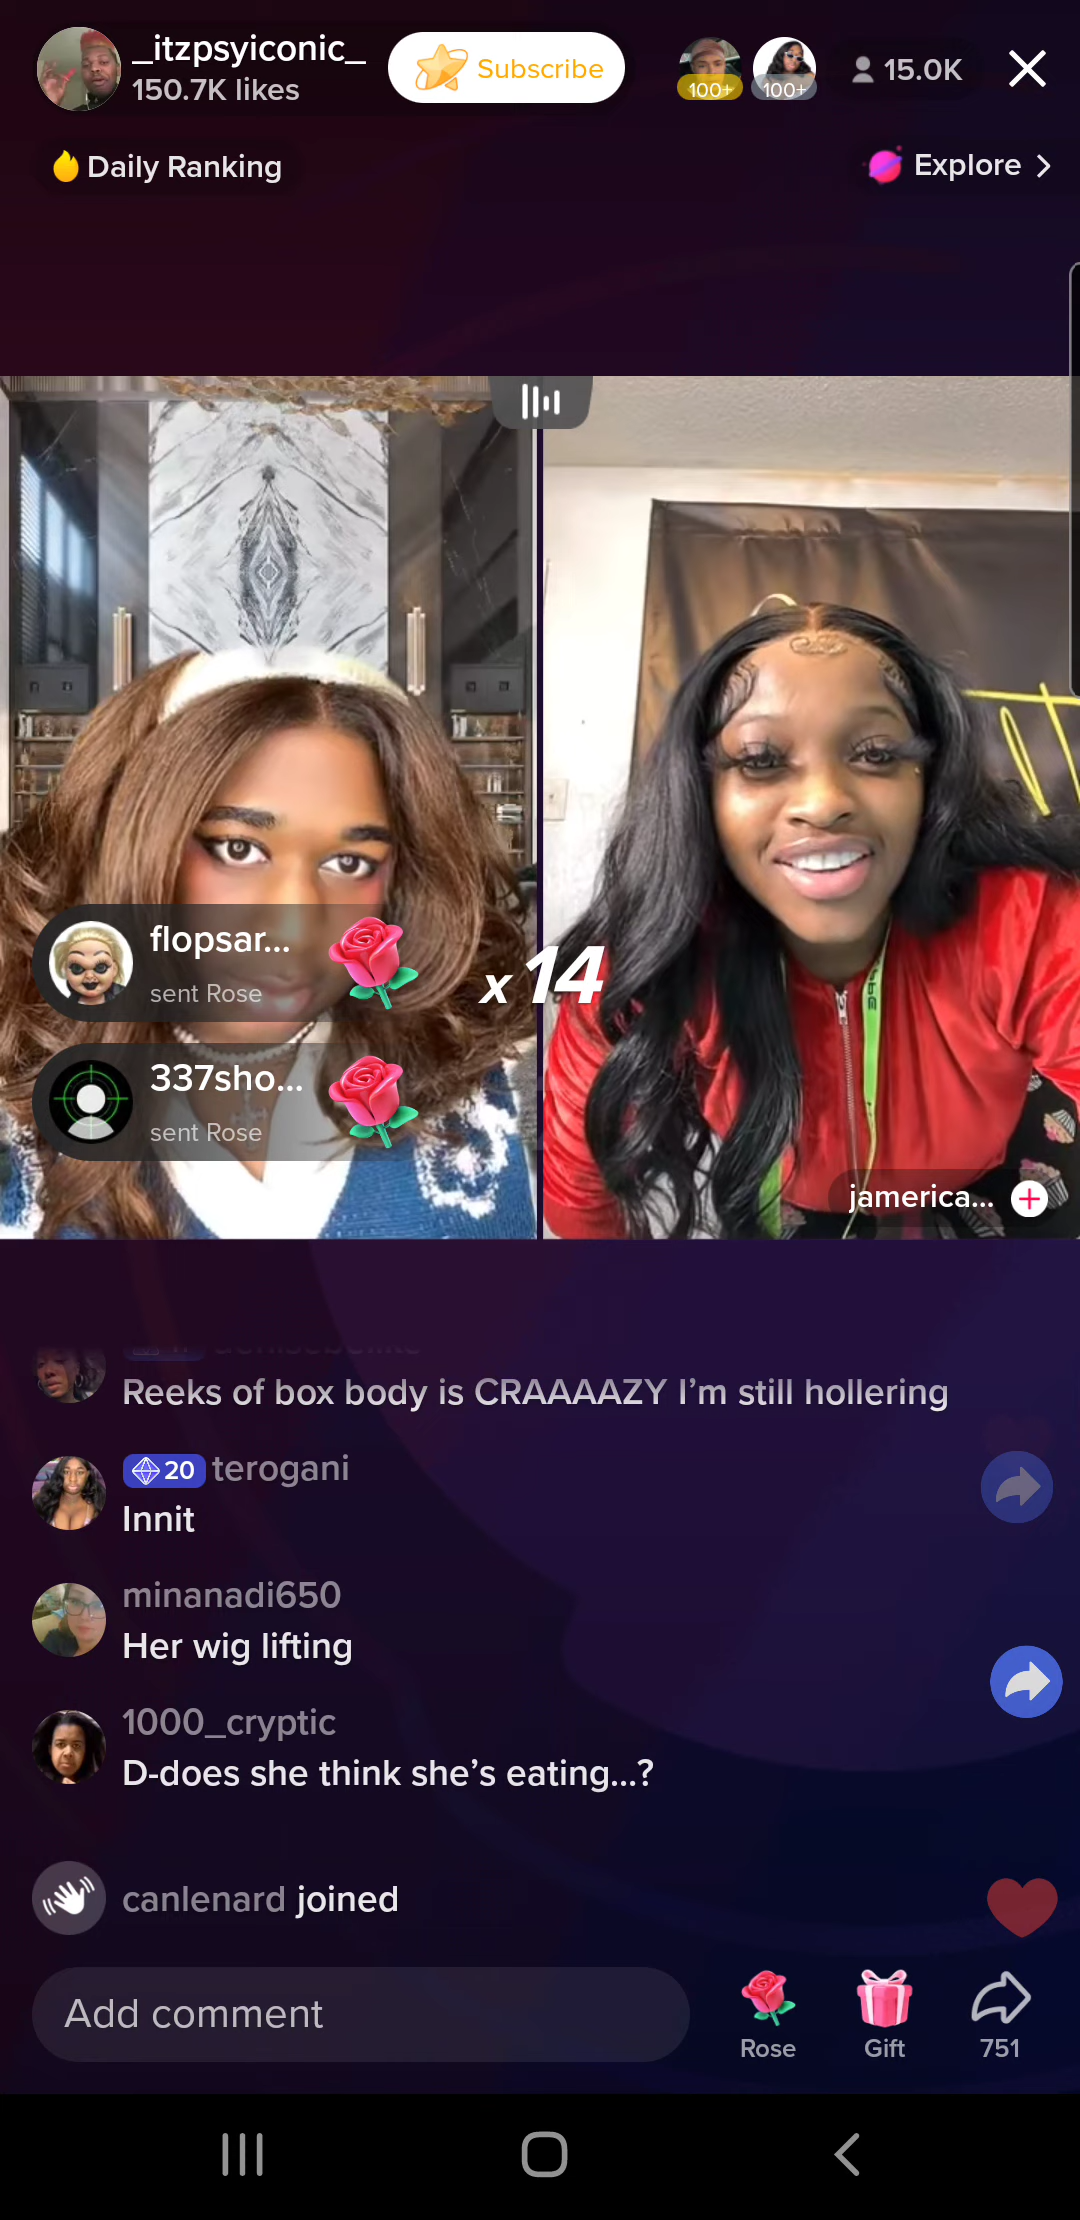 _itzpsyiconic_
150.7K likes
Subscribe
100+
100+
15.0K
Daily Ranking
Explore
flopsar...
sent Rose
x 14
337sho...
sent Rose
jamerica...
Reeks of box body is CRAAAAZY I’m still hollering
20 terogani
Innit
minanadi650
Her wig lifting
1000_cryptic
D-does she think she’s eating...?
canlenard joined
Add comment
Rose
Gift
751